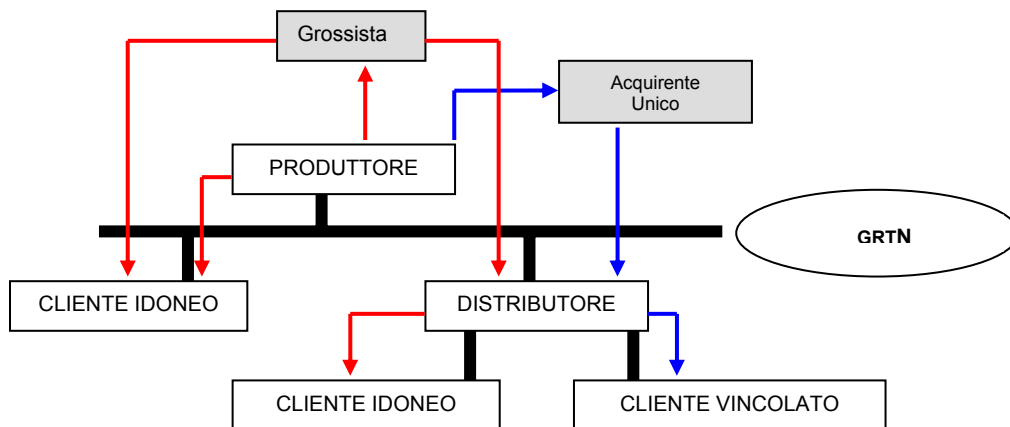 Grossista
Acquirente
Unico
PRODUTTORE
GRTN
CLIENTE IDONEO
DISTRIBUTORE
CLIENTE IDONEO
CLIENTE VINCOLATO